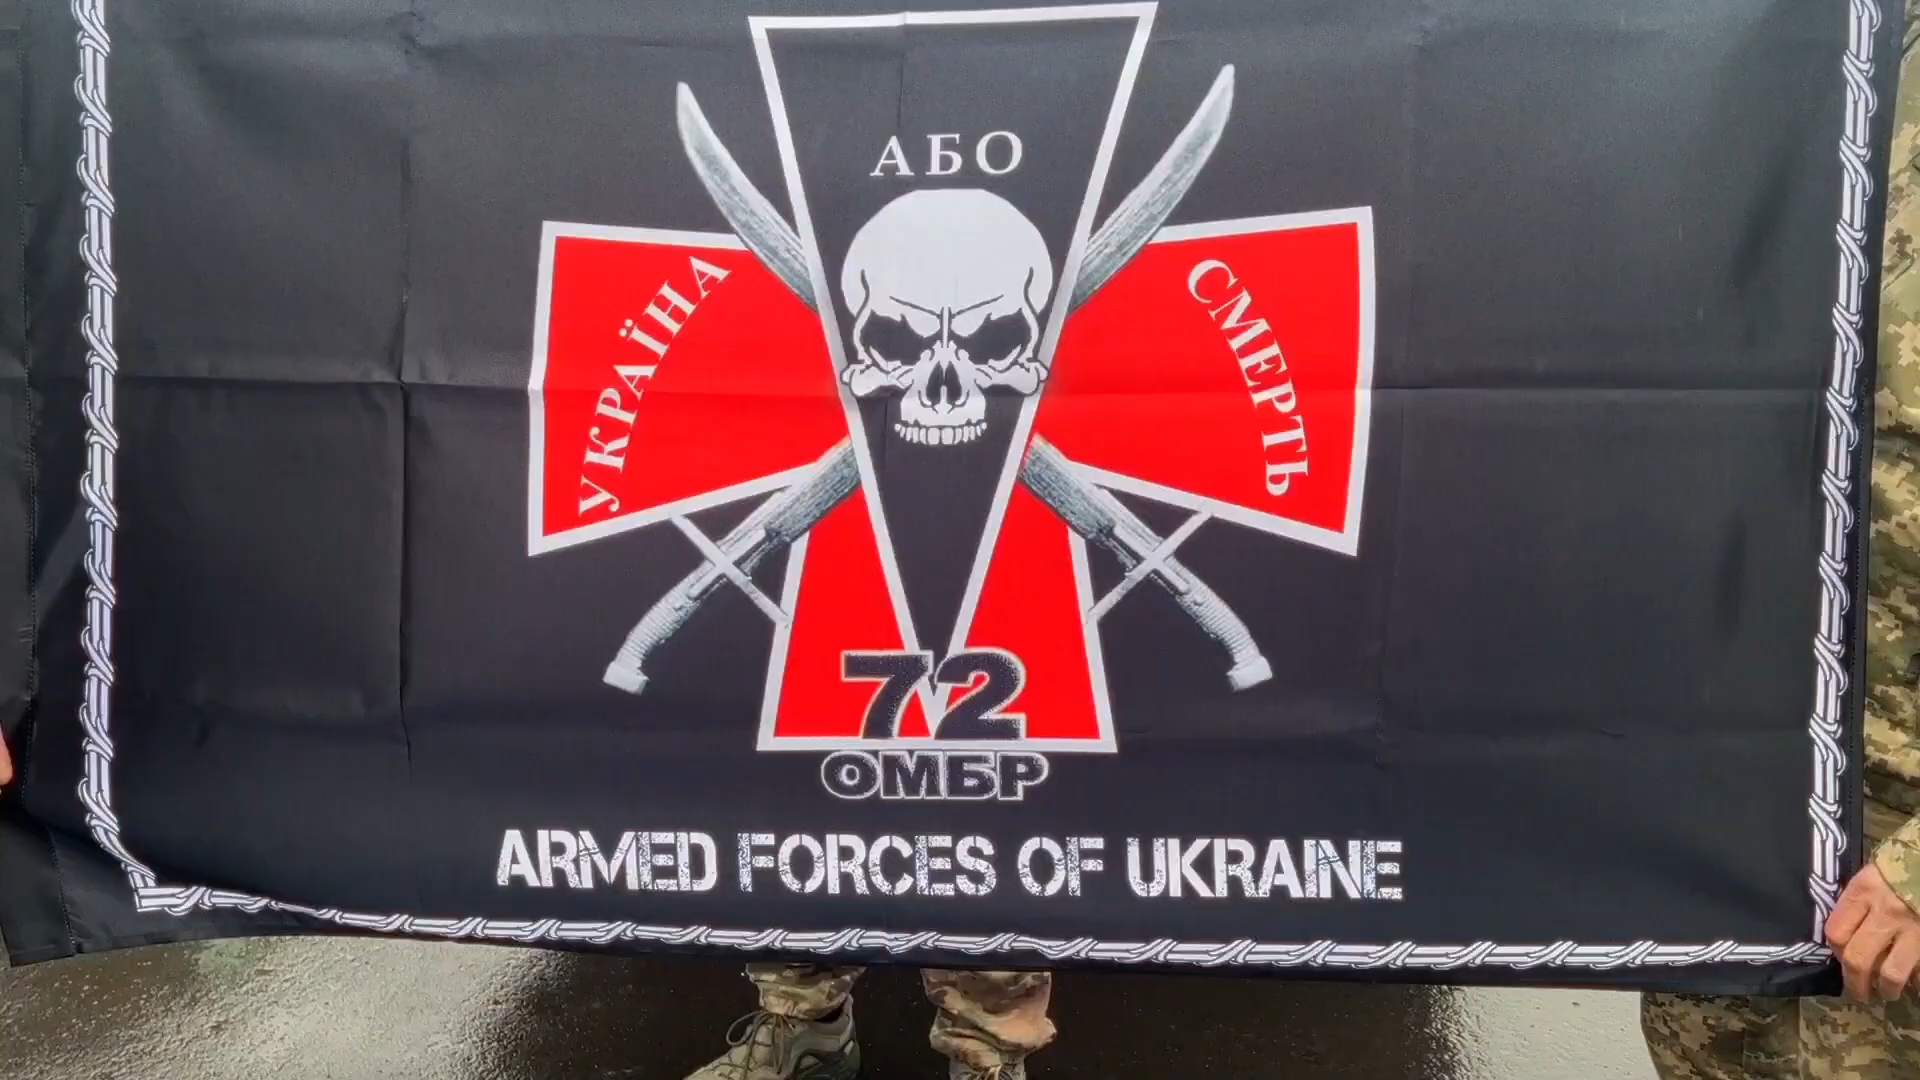 УКРАЇНА
АБО
СМЕРТЬ
72
ОМБР
ARMED FORCES OF UKRAINE